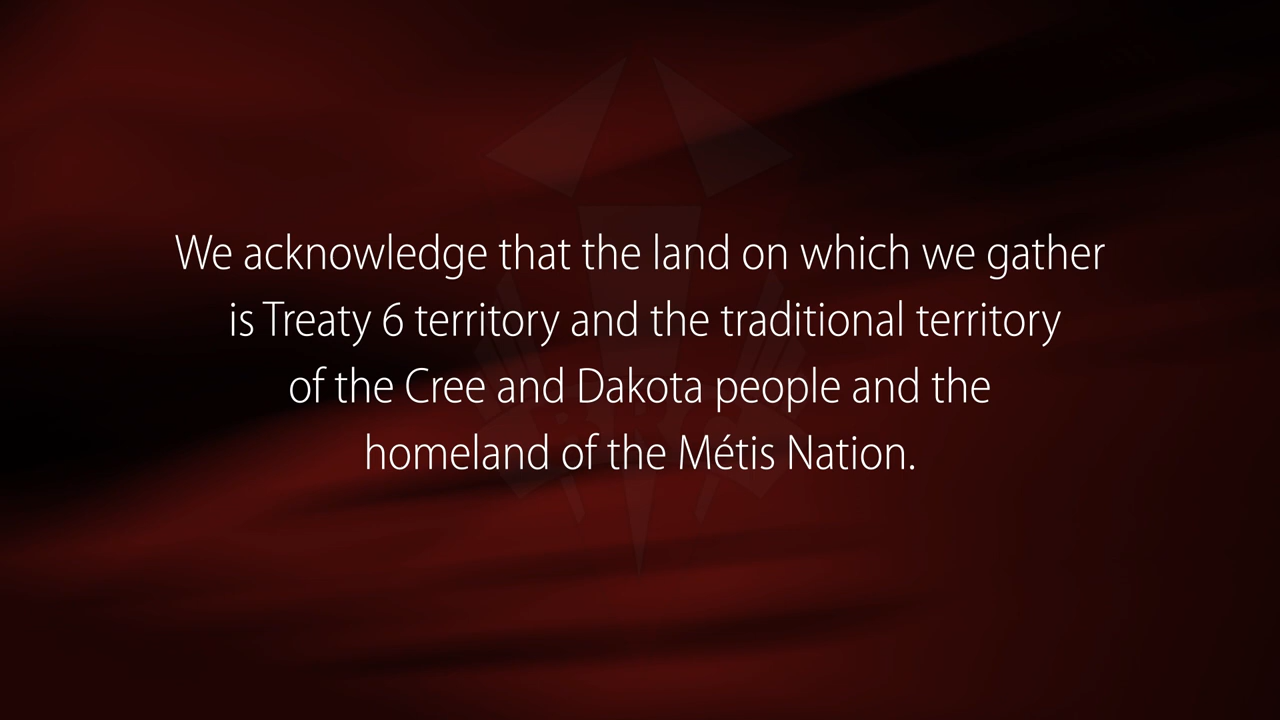 We acknowledge that the land on which we gather
is Treaty 6 territory and the traditional territory
of the Cree and Dakota people and the
homeland of the Métis Nation.